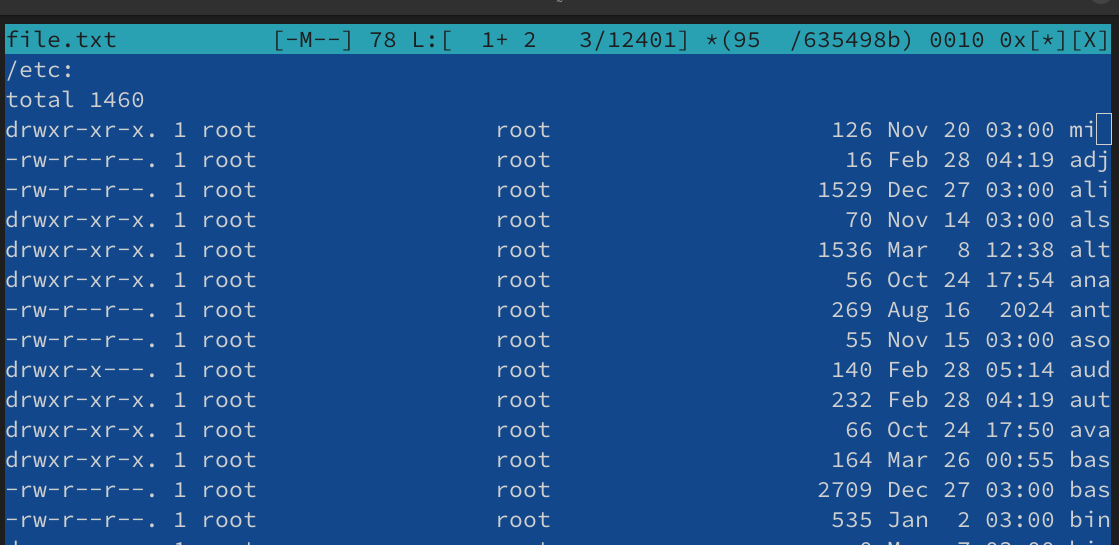 ~
file.txt           [-M--] 78 L:[  1+ 2   3/12401] *(95  /635498b) 0010 0x[*][X]
/etc:
total 1460
drwxr-xr-x. 1 root                 root                    126 Nov 20 03:00 mi
-rw-r--r--. 1 root                 root                     16 Feb 28 04:19 adj
-rw-r--r--. 1 root                 root                   1529 Dec 27 03:00 ali
drwxr-xr-x. 1 root                 root                     70 Nov 14 03:00 als
drwxr-xr-x. 1 root                 root                   1536 Mar  8 12:38 alt
drwxr-xr-x. 1 root                 root                     56 Oct 24 17:54 ana
-rw-r--r--. 1 root                 root                    269 Aug 16  2024 ant
-rw-r--r--. 1 root                 root                     55 Nov 15 03:00 aso
drwxr-x---. 1 root                 root                    140 Feb 28 05:14 aud
drwxr-xr-x. 1 root                 root                    232 Feb 28 04:19 aut
drwxr-xr-x. 1 root                 root                     66 Oct 24 17:50 ava
drwxr-xr-x. 1 root                 root                    164 Mar 26 00:55 bas
-rw-r--r--. 1 root                 root                   2709 Dec 27 03:00 bas
-rw-r--r--. 1 root                 root                    535 Jan  2 03:00 bin